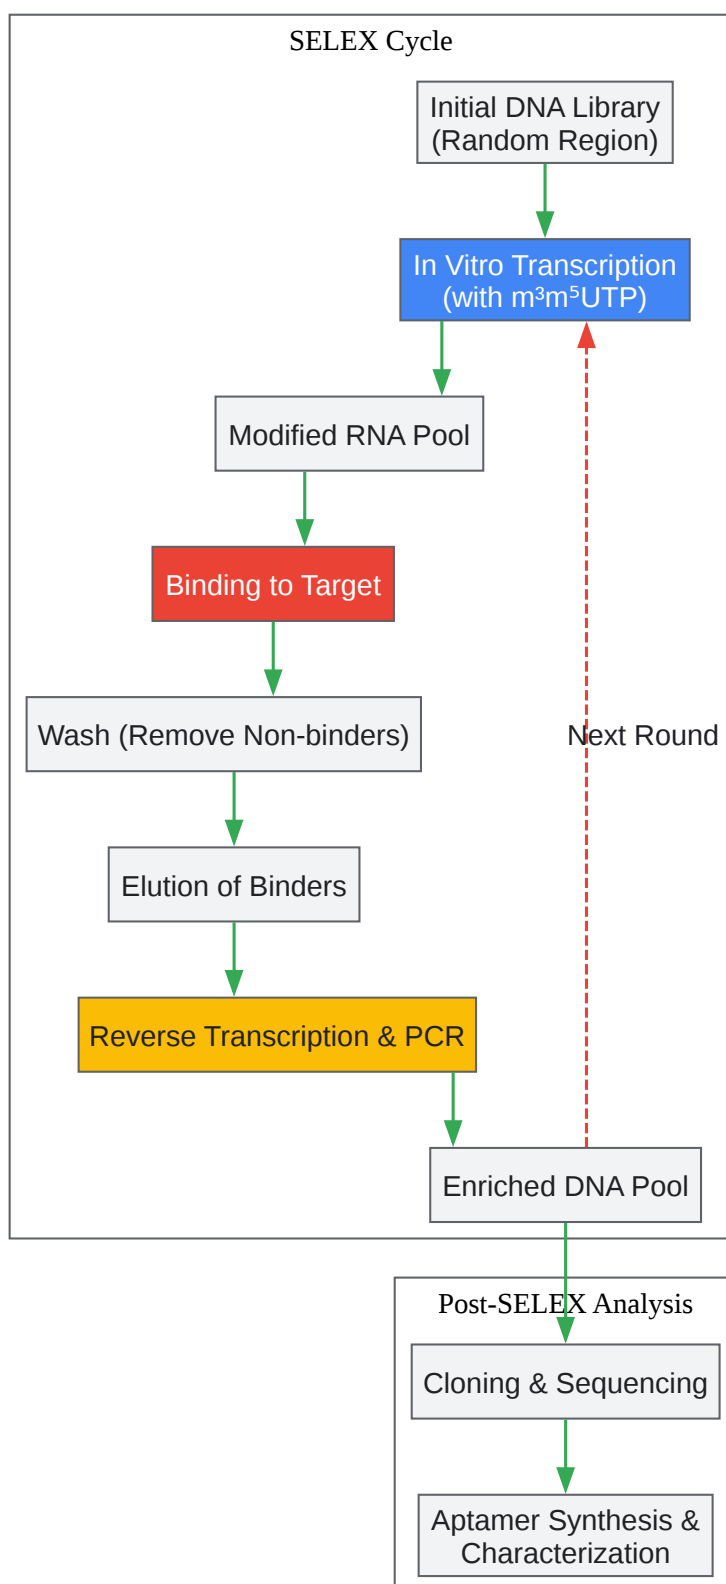 SELEX Cycle
Initial DNA Library
(Random Region)
In Vitro Transcription
(with m³m⁵UTP)
Modified RNA Pool
Binding to Target
Wash (Remove Non-binders)
Next Round
Elution of Binders
Reverse Transcription & PCR
Enriched DNA Pool
Post-SELEX Analysis
Cloning & Sequencing
Aptamer Synthesis &
Characterization